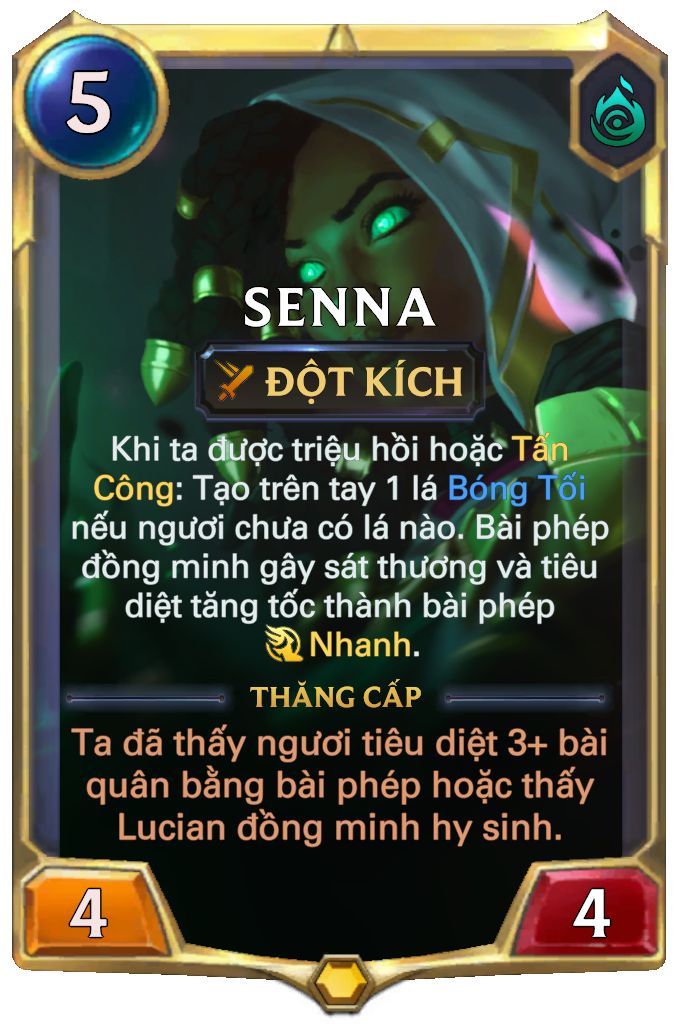 5
SENNA
ĐỘT KÍCH
Khi ta được triệu hồi hoặc Tấn
Công: Tạo trên tay 1 lá Bóng Tối
nếu ngươi chưa có lá nào. Bài phép
đồng minh gây sát thương và tiêu
diệt tăng tốc thành bài phép
Nhanh.
THĂNG CẤP
Ta đã thấy ngươi tiêu diệt 3+ bài
quân bằng bài phép hoặc thấy
Lucian đồng minh hy sinh.
4
4